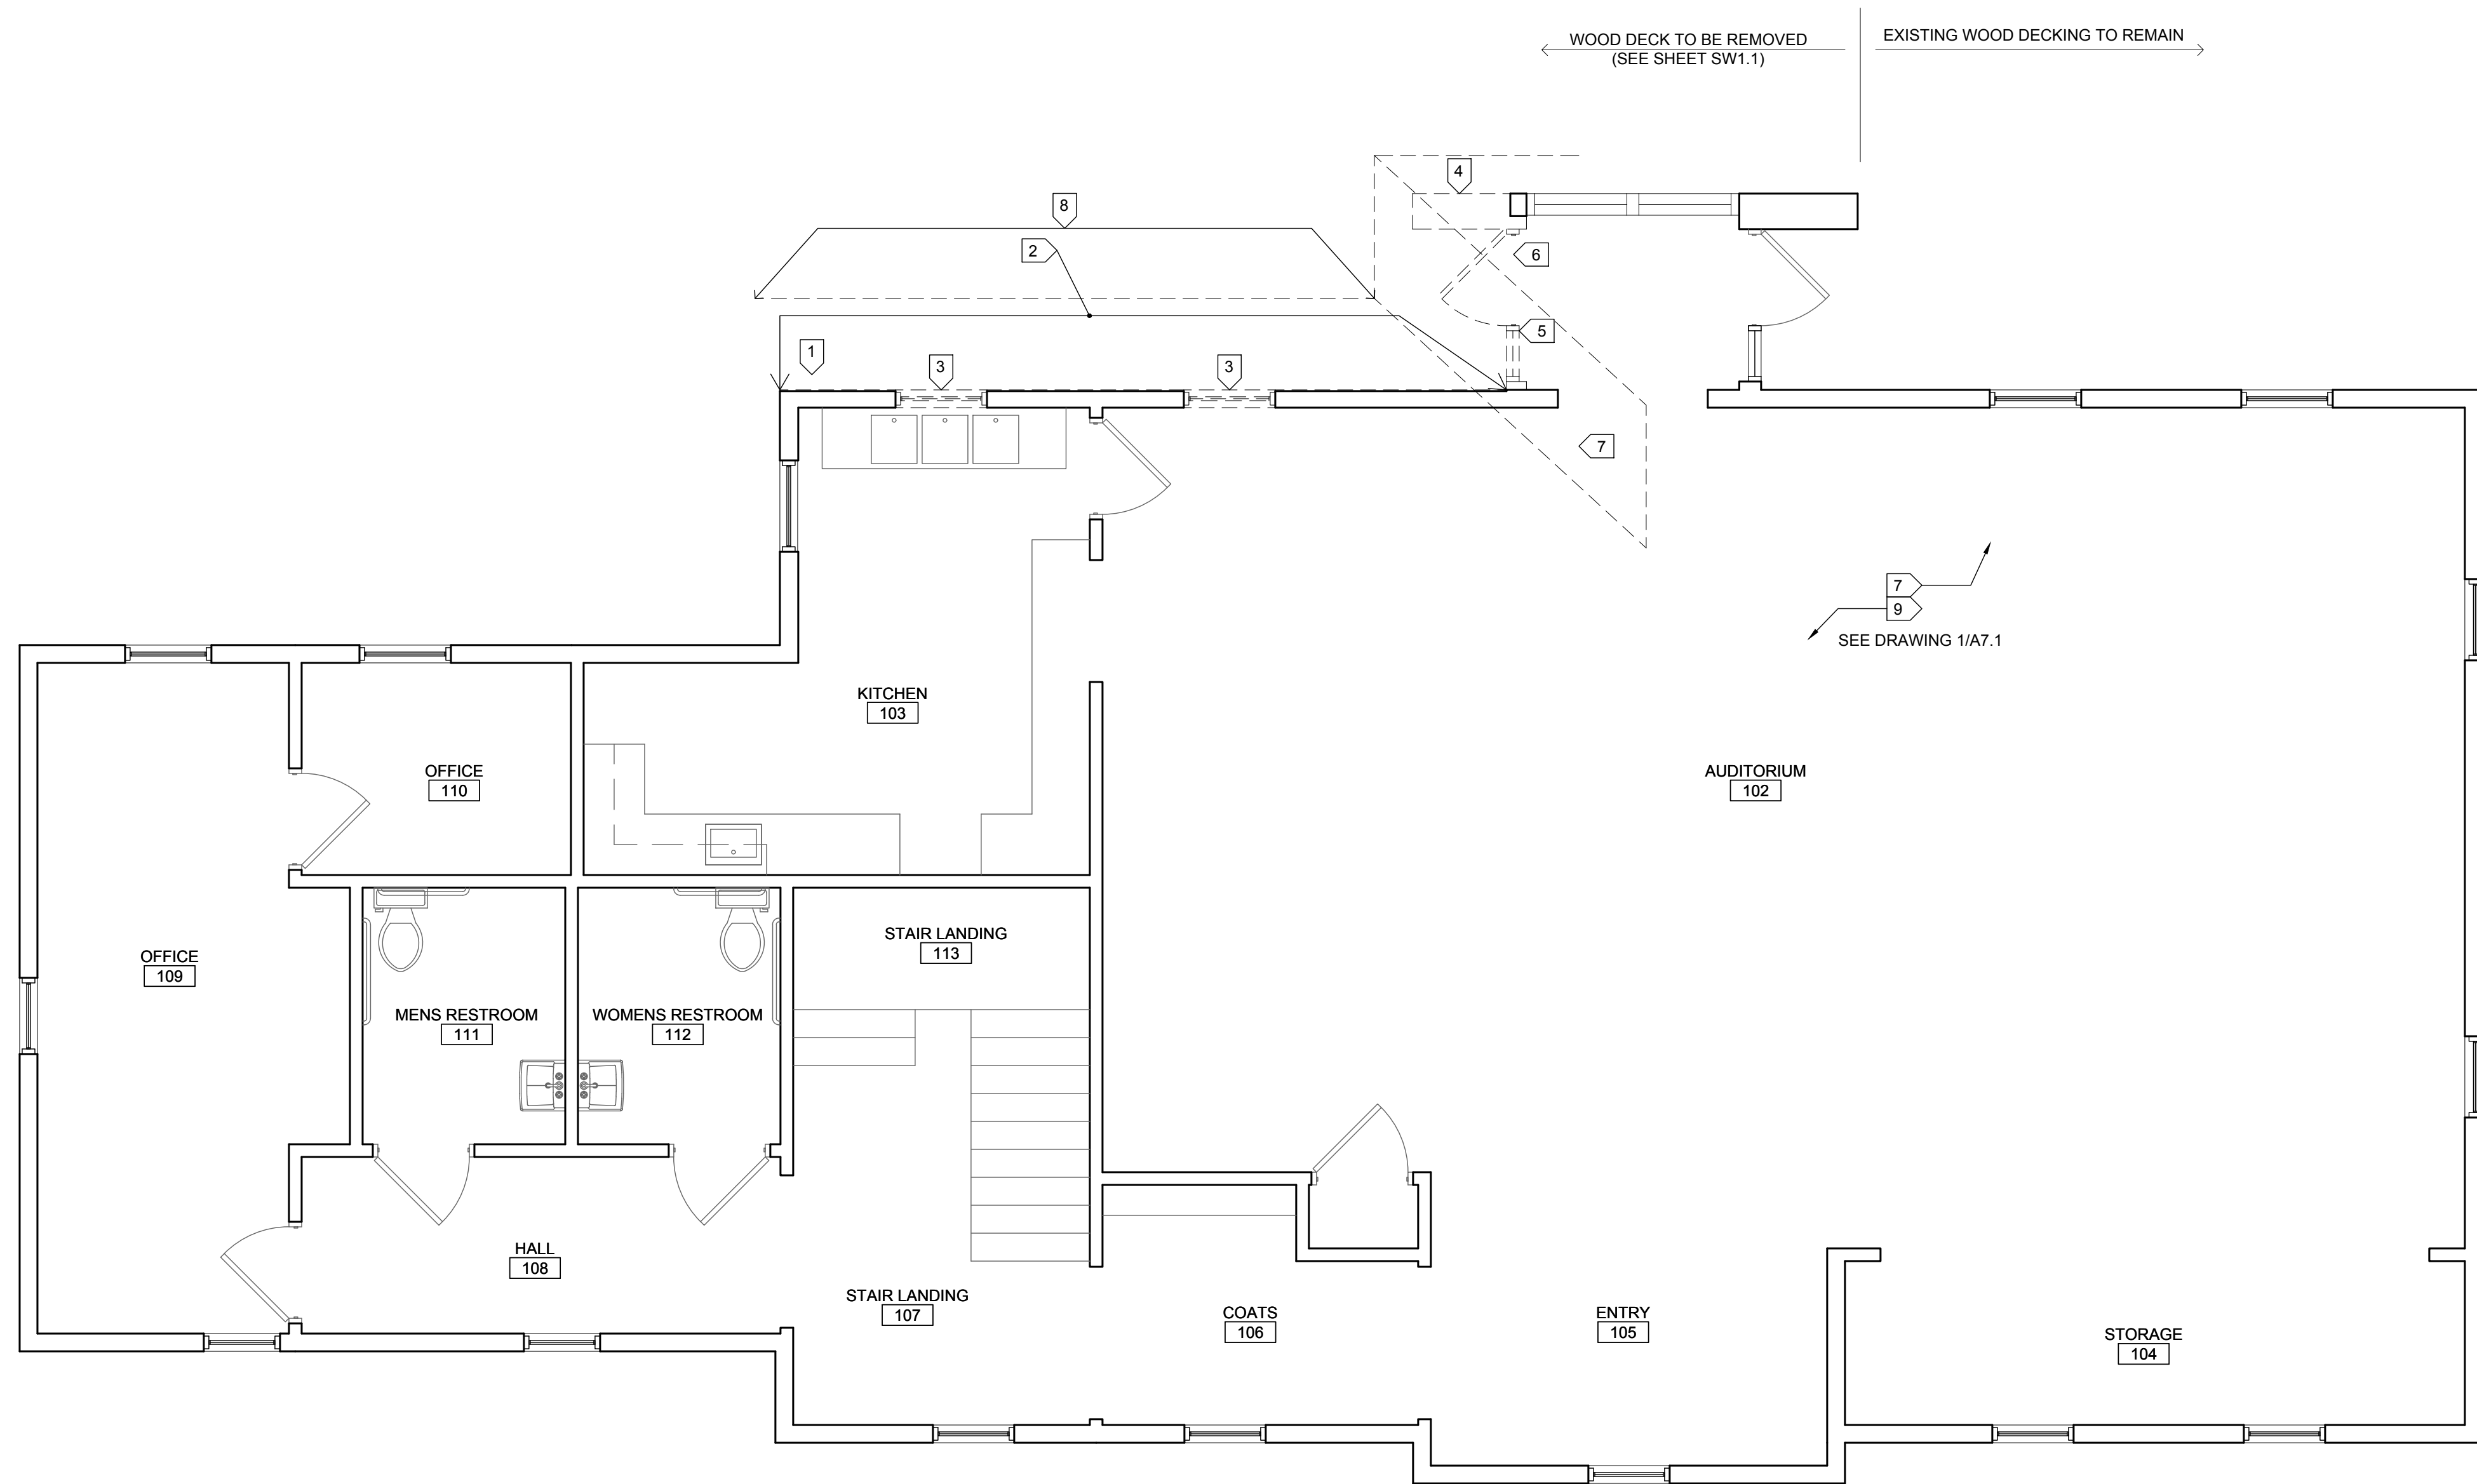 WOOD DECK TO BE REMOVED
(SEE SHEET SW1.1)
EXISTING WOOD DECKING TO REMAIN
4
8
2
6
5
1
3
3
7
7
9
SEE DRAWING 1/A7.1
KITCHEN
103
OFFICE
110
AUDITORIUM
102
STAIR LANDING
113
OFFICE
109
MENS RESTROOM
111
WOMENS RESTROOM
112
HALL
108
STAIR LANDING
107
COATS
106
ENTRY
105
STORAGE
104